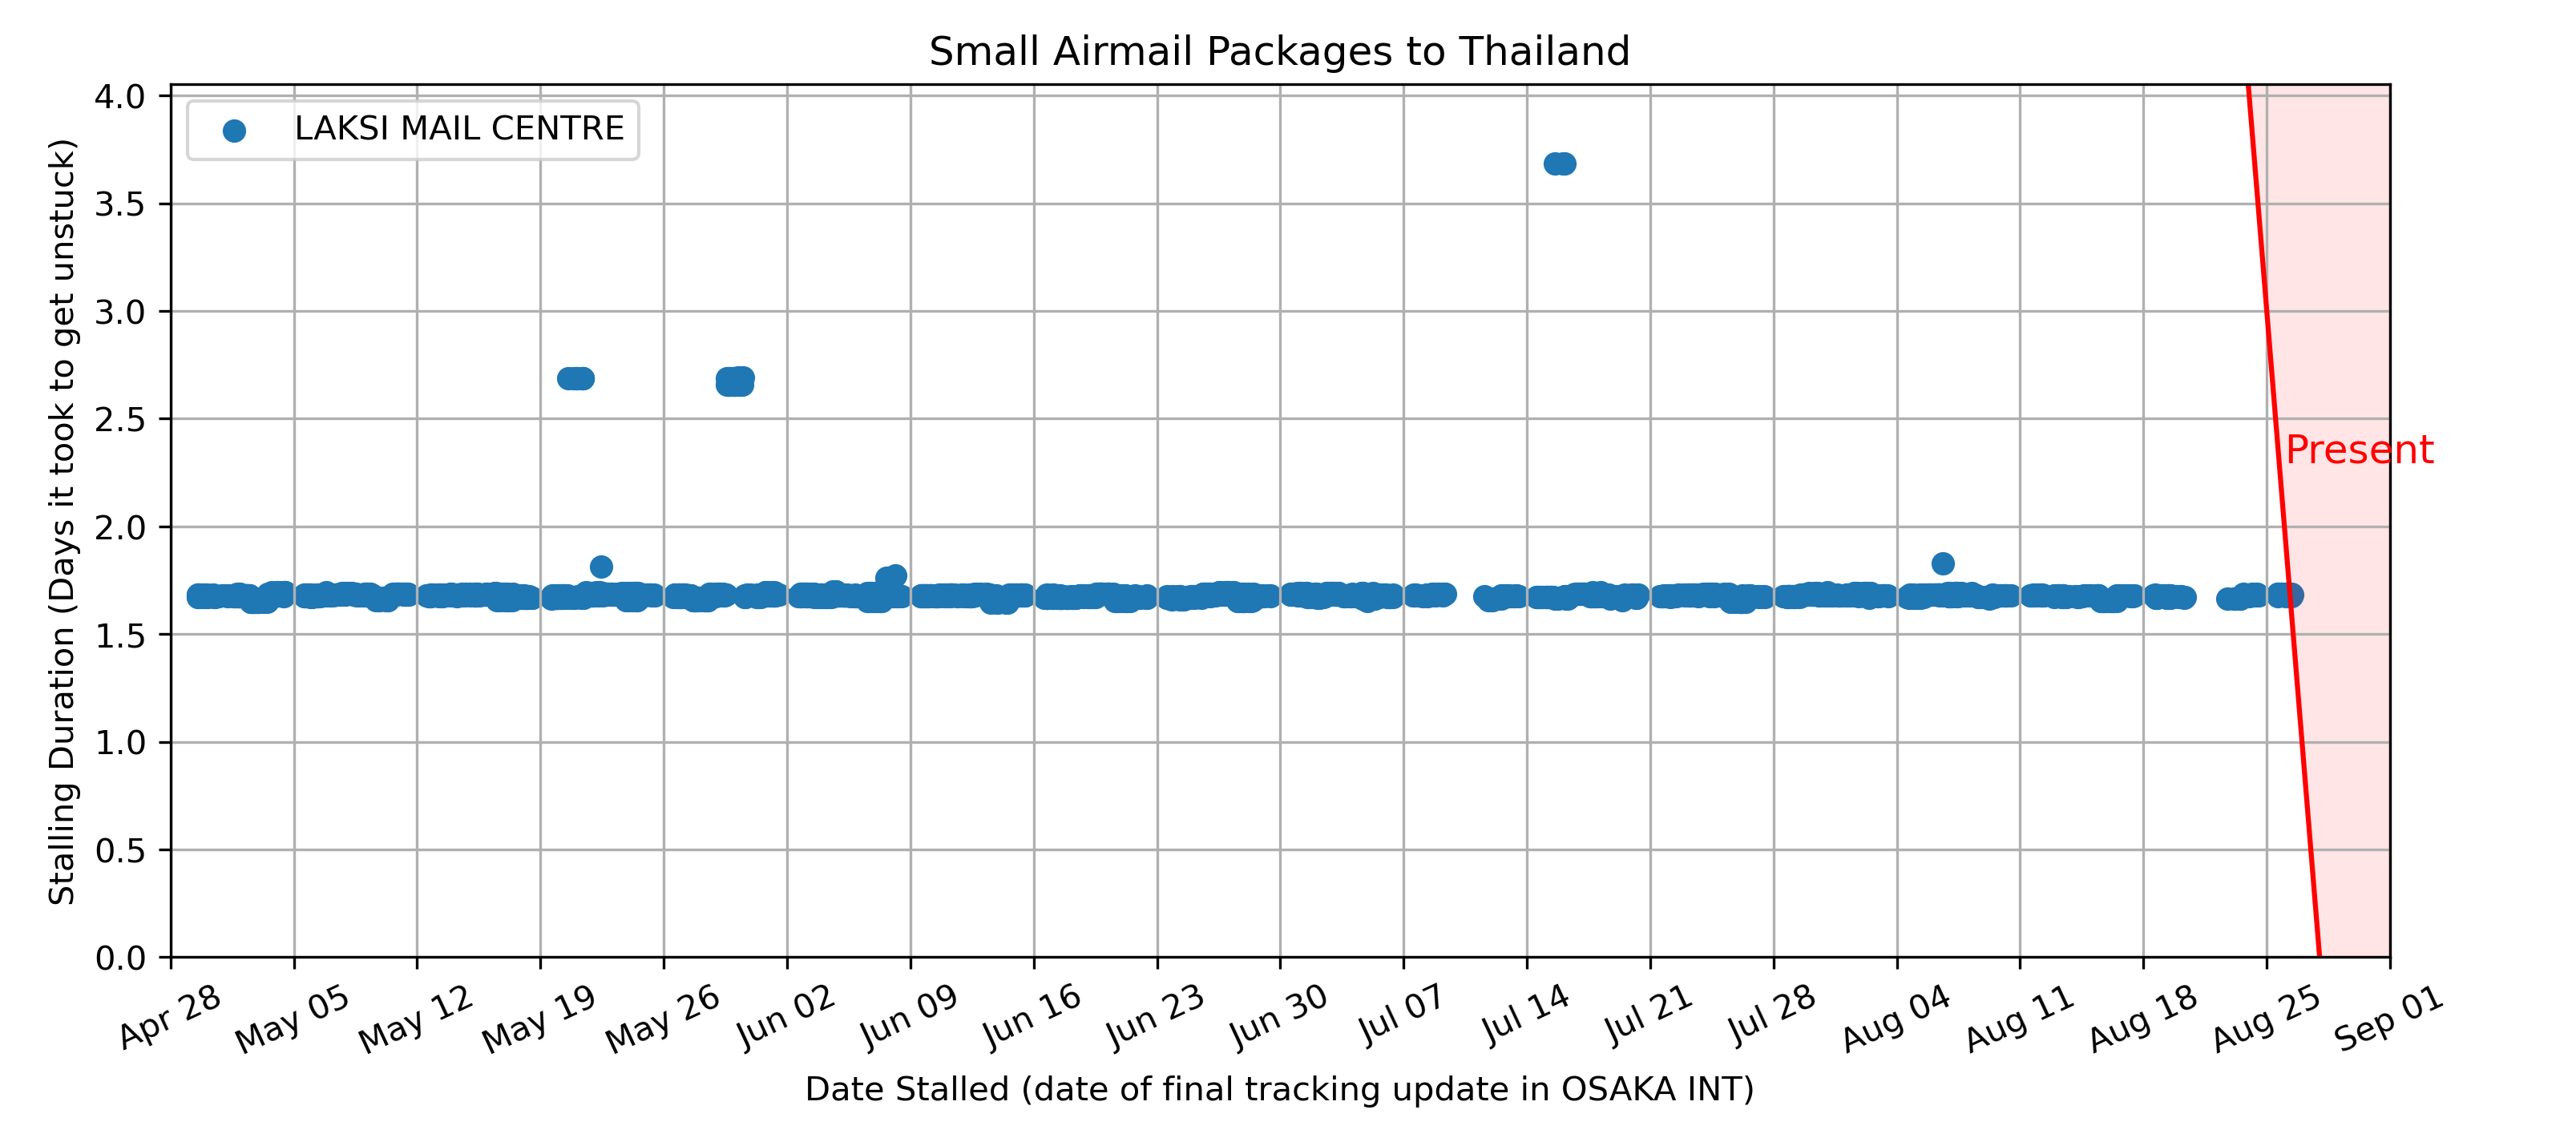 Small Airmail Packages to Thailand
LAKSI MAIL CENTRE
Stalling Duration (Days it took to get unstuck)
4.0
3.5
3.0
2.5
2.0
1.5
1.0
0.5
0.0
Present
Apr 28 May 05 May 12 May 19 May 26 Jun 02 Jun 09 Jun 16 Jun 23 Jun 30 Jul 07 Jul 14 Jul 21 Jul 28 Aug 04 Aug 11 Aug 18 Aug 25 Sep 01
Date Stalled (date of final tracking update in OSAKA INT)